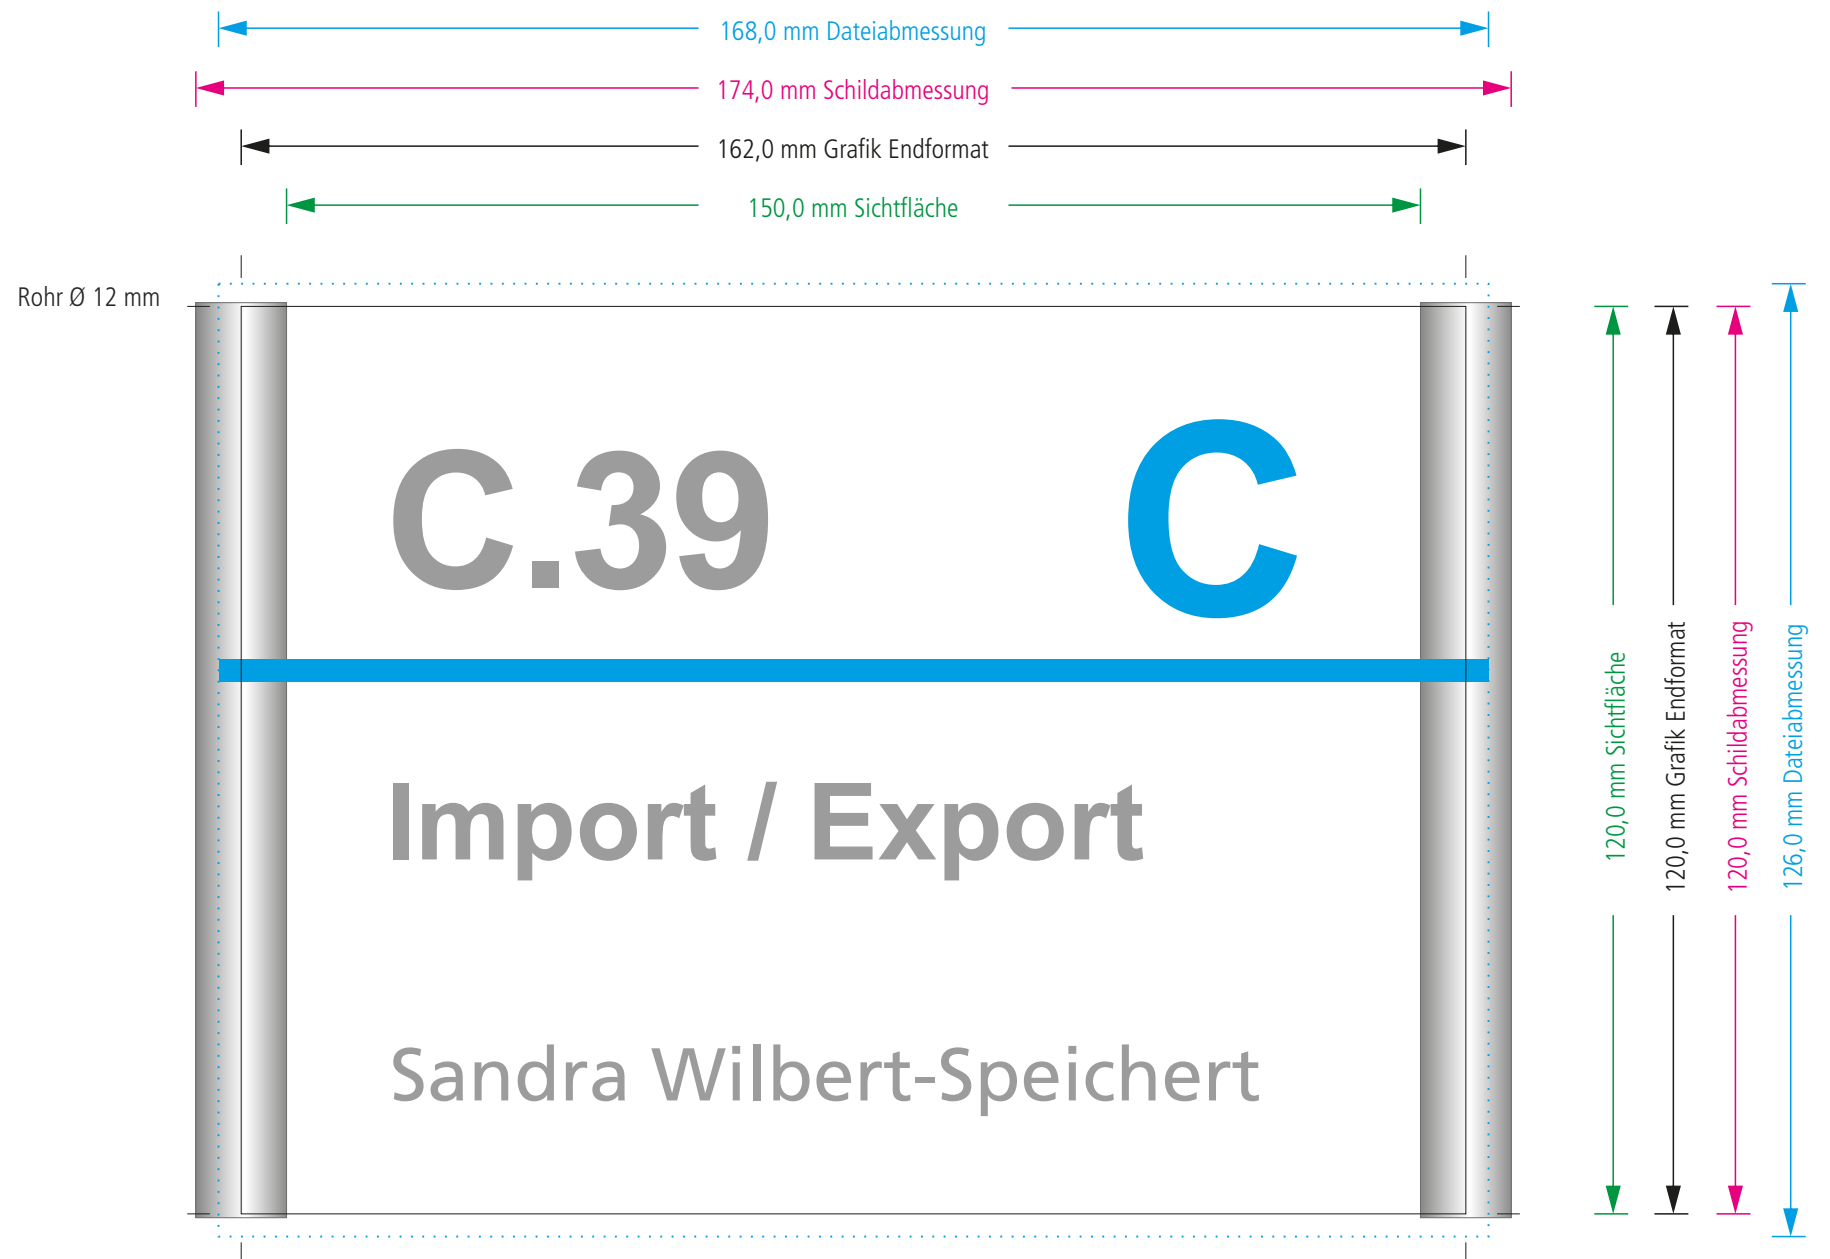 168,0 mm Dateiabmessung
174,0 mm Schildabmessung
162,0 mm Grafik Endformat
150,0 mm Sichtfläche
Rohr Ø 12 mm
C.39
C
Import / Export
Sandra Wilbert-Speichert
120,0 mm Sichtfläche
120,0 mm Grafik Endformat
120,0 mm Schildabmessung
126,0 mm Dateiabmessung